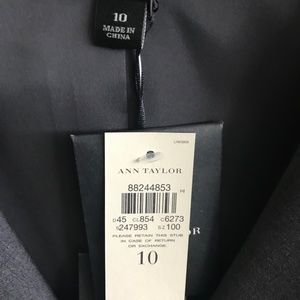 10
MADE IN
CHINA
ANN TAYLOR
88244853
D45 CL854 C6273
S247993 SZ100
PLEASE RETAIN THIS STUB
IN CASE OF RETURN
OR EXCHANGE.
10